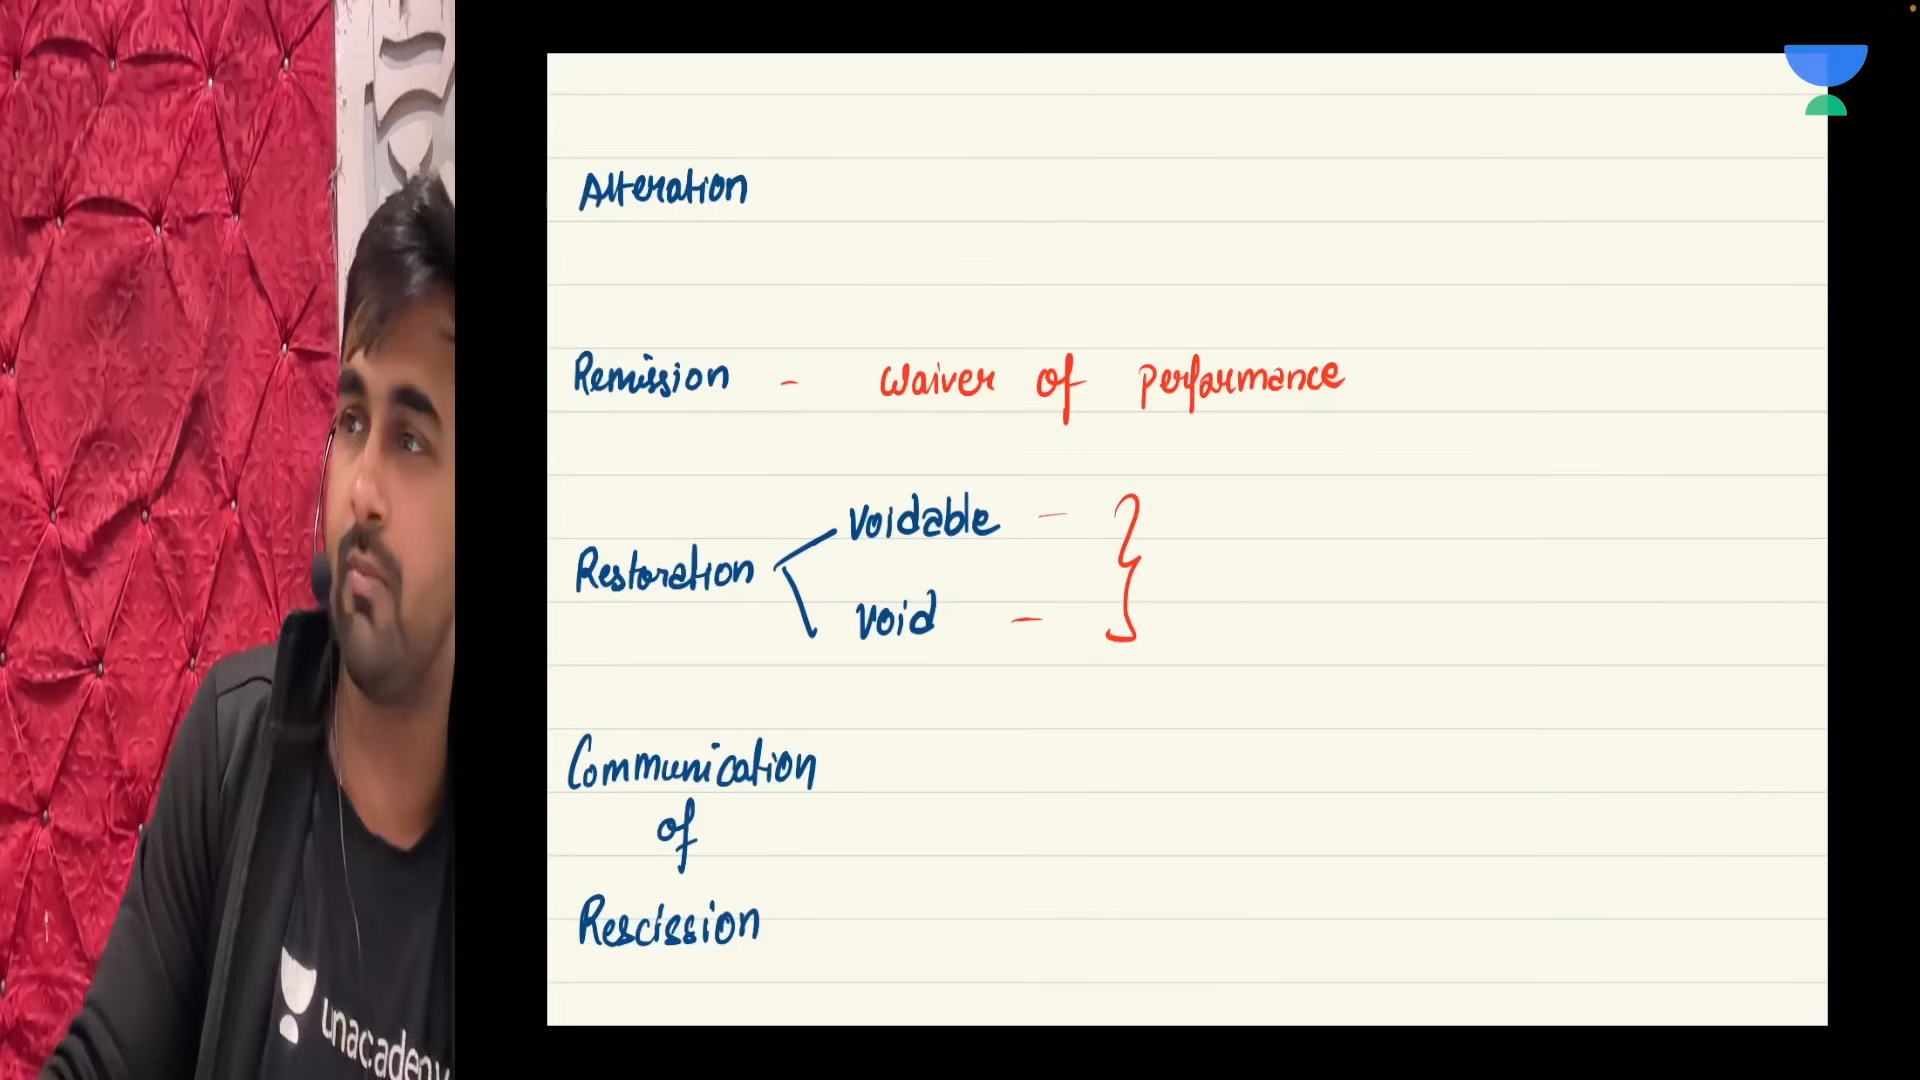 Alteration
Remission - Waiver of performance
voidable -
Restoration
void -
Communication
of
Rescission
unacademy